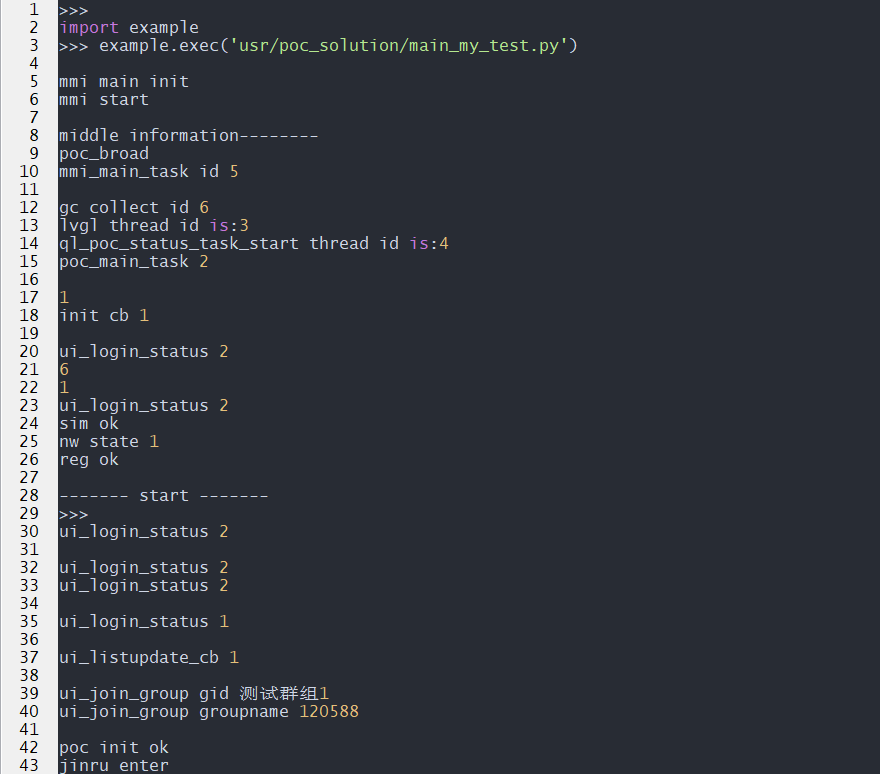 1 >>>
2 import example
3 >>> example.exec('usr/poc_solution/main_my_test.py')
4
5 mmi main init
6 mmi start
7
8 middle information--------
9 poc_broad
10 mmi_main_task id 5
11
12 gc collect id 6
13 lvgl thread id is:3
14 ql_poc_status_task_start thread id is:4
15 poc_main_task 2
16
17 1
18 init cb 1
19
20 ui_login_status 2
21 6
22 1
23 ui_login_status 2
24 sim ok
25 nw state 1
26 reg ok
27
28 ------- start -------
29 >>>
30 ui_login_status 2
31
32 ui_login_status 2
33 ui_login_status 2
34
35 ui_login_status 1
36
37 ui_listupdate_cb 1
38
39 ui_join_group gid 测试群组1
40 ui_join_group groupname 120588
41
42 poc init ok
43 jinru enter